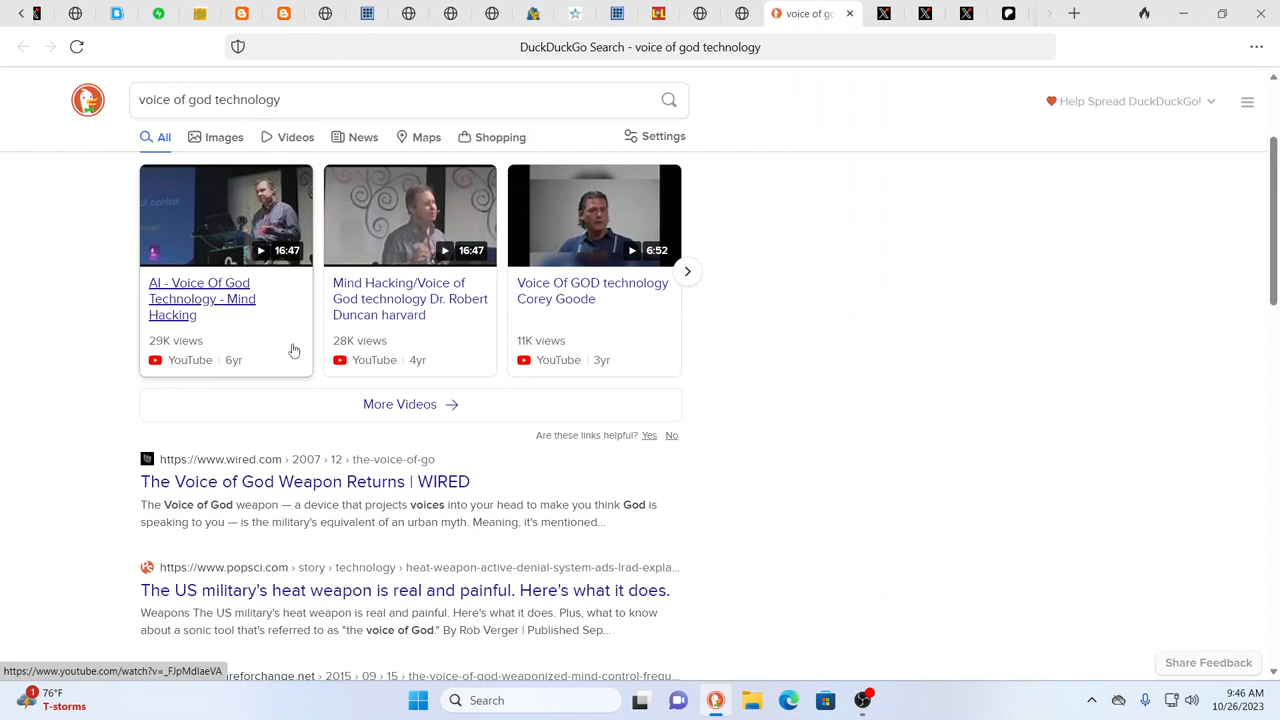 voice of go
DuckDuckGo Search - voice of god technology
voice of god technology
Help Spread DuckDuckGo!
All
Images
Videos
News
Maps
Shopping
Settings
16:47
16:47
6:52
AI - Voice Of God
Technology - Mind
Hacking
29K views
YouTube | 6yr
Mind Hacking/Voice of
God technology Dr. Robert
Duncan harvard
28K views
YouTube | 4yr
Voice Of GOD technology
Corey Goode
11K views
YouTube | 3yr
More Videos
Are these links helpful? Yes No
https://www.wired.com › 2007 › 12 › the-voice-of-go
The Voice of God Weapon Returns | WIRED
The Voice of God weapon — a device that projects voices into your head to make you think God is
speaking to you — is the military's equivalent of an urban myth. Meaning, it's mentioned...
https://www.popsci.com › story › technology › heat-weapon-active-denial-system-ads-lrad-expla...
The US military's heat weapon is real and painful. Here's what it does.
Weapons The US military's heat weapon is real and painful. Here's what it does. Plus, what to know
about a sonic tool that's referred to as "the voice of God." By Rob Verger | Published Sep...
Share Feedback
https://www.youtube.com/watch?v=_FJpMdIaeVA
areforchange.net › 2015 › 09 › 15 › the-voice-of-god-weaponized-mind-control-frequ...
1
76°F
T-storms
Search
9:46 AM
10/26/2023